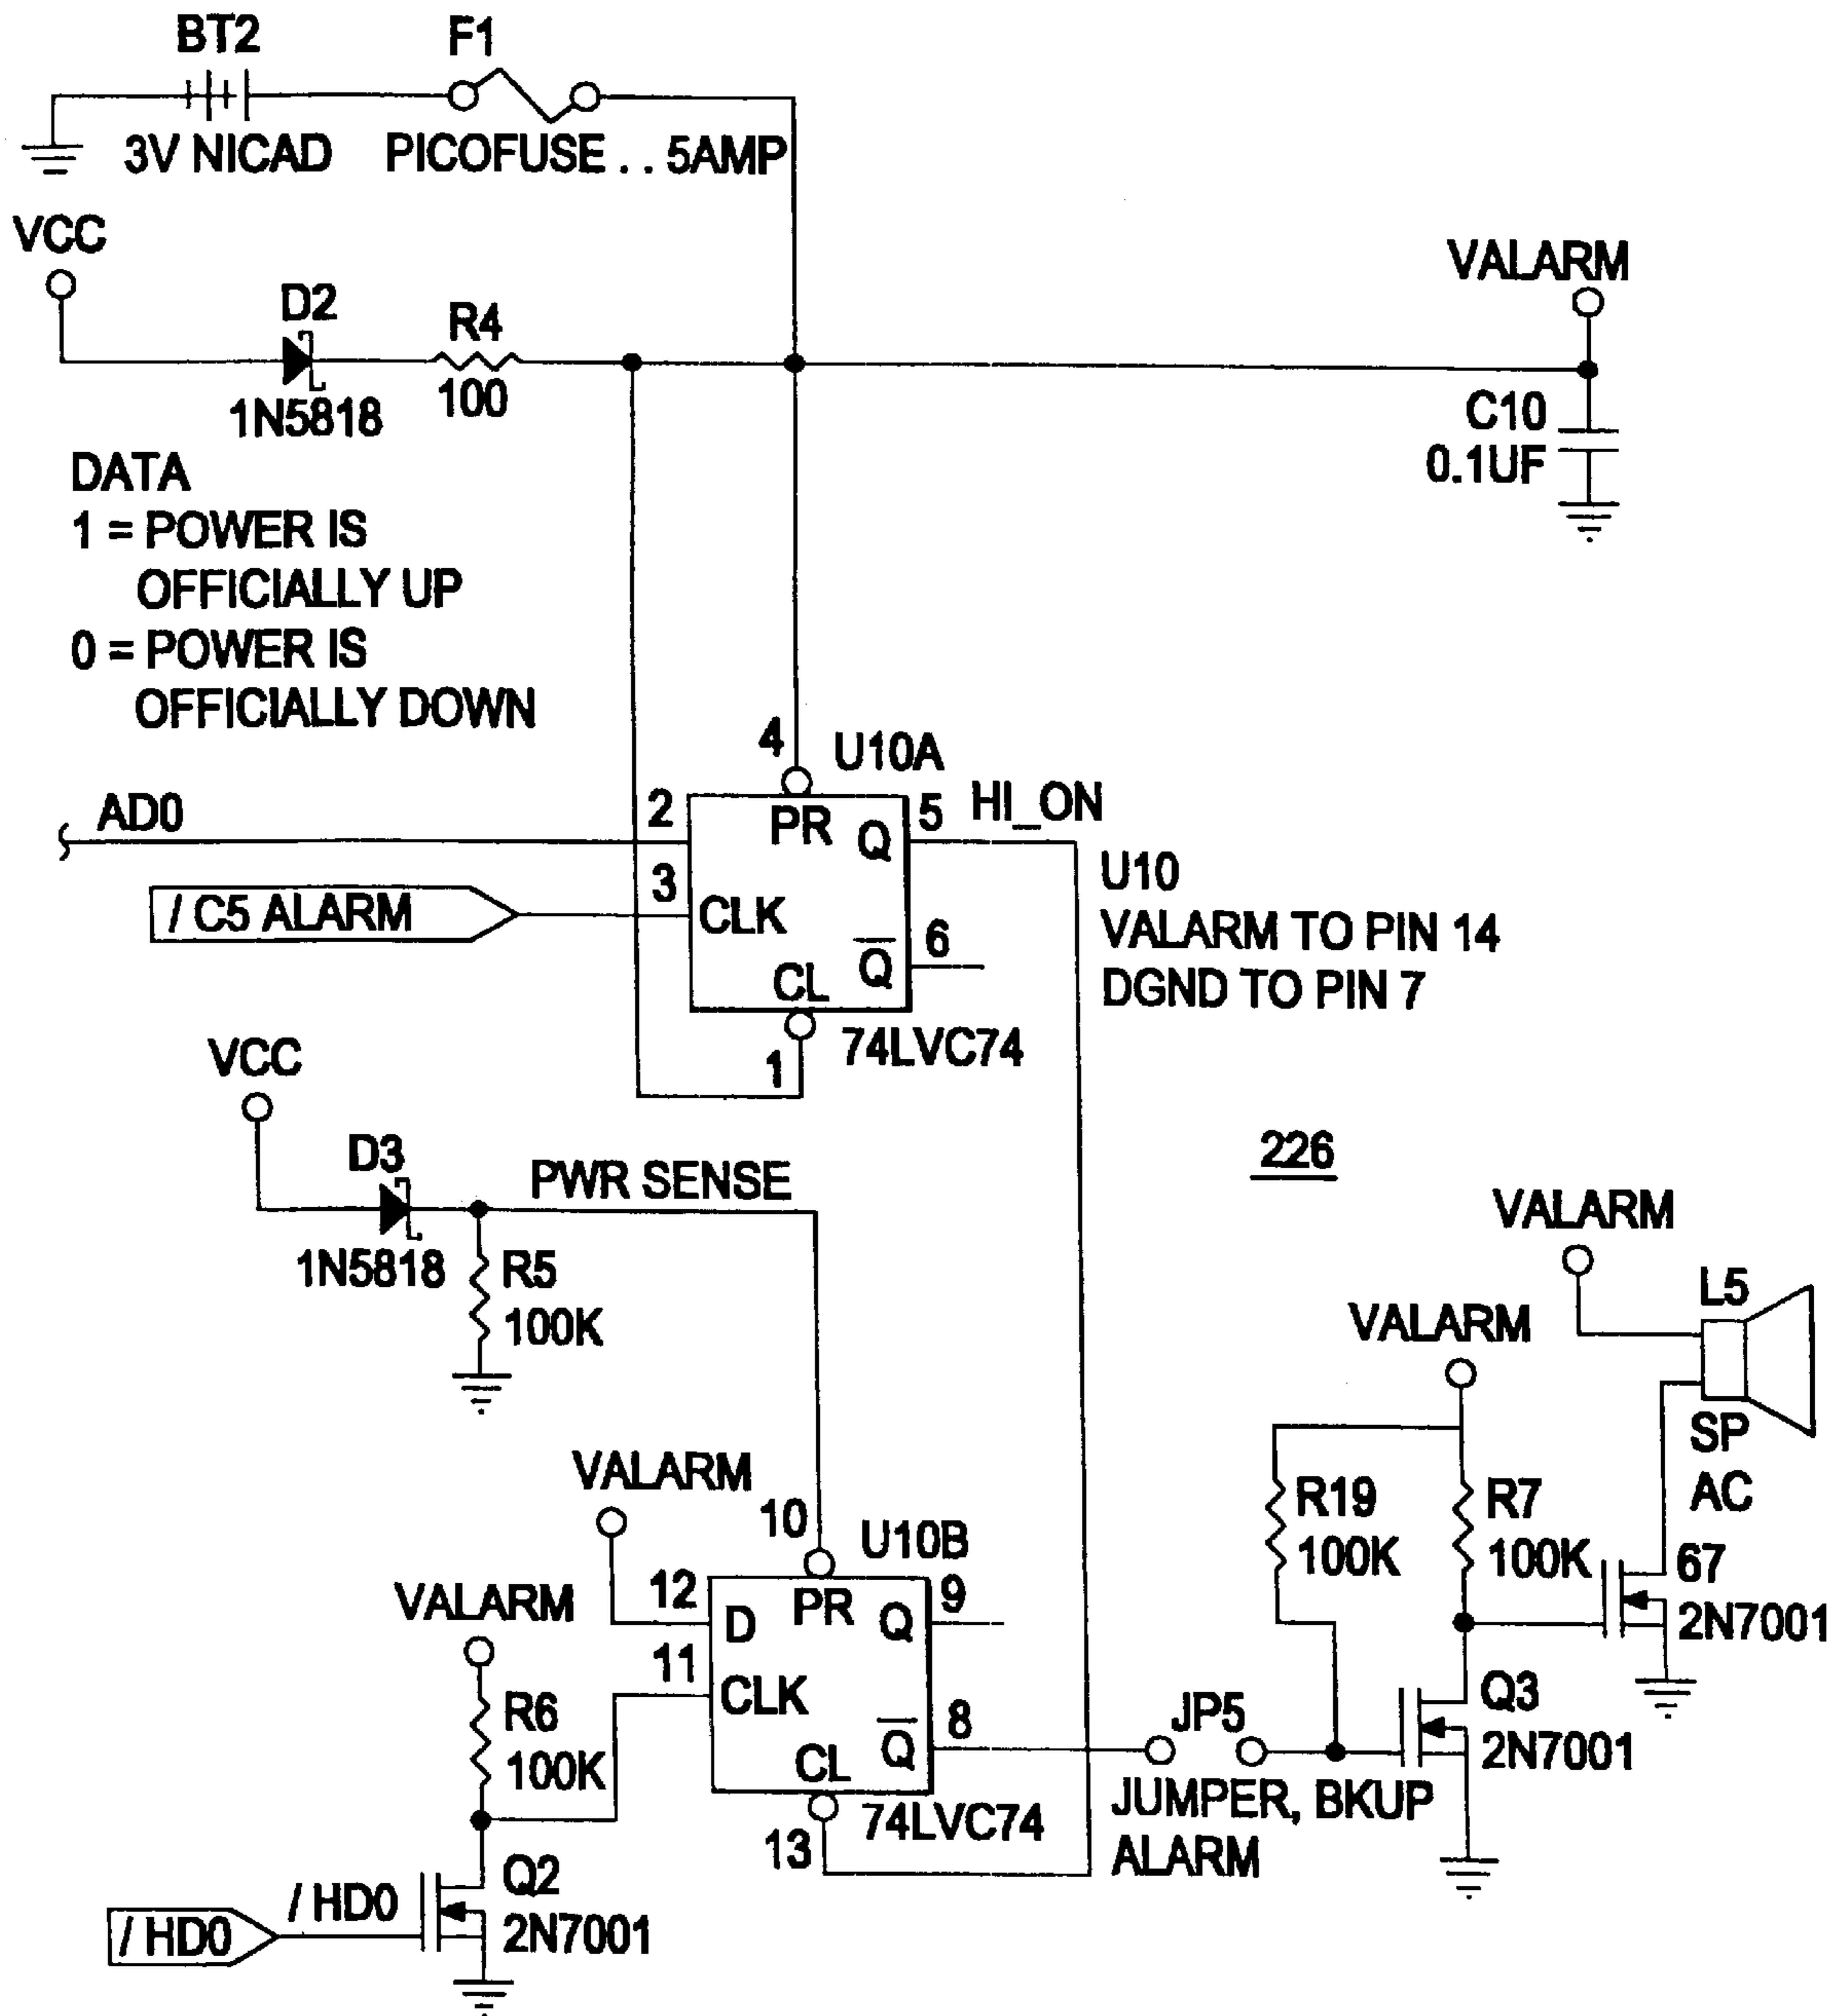 BT2
F1
3V NICAD
PICOFUSE . . 5AMP
VCC
VALARM
D2
R4
1N5818
100
C10
0.1UF
DATA
1 = POWER IS
OFFICIALLY UP
0 = POWER IS
OFFICIALLY DOWN
4
U10A
AD0
2
PR
Q
5
HI_ON
3
/ C5 ALARM
CLK
6
Q
CL
U10
VALARM TO PIN 14
DGND TO PIN 7
1
74LVC74
VCC
D3
PWR SENSE
226
1N5818
R5
100K
VALARM
L5
VALARM
SP
AC
VALARM
10
U10B
R19
100K
R7
100K
67
2N7001
VALARM
12
D
PR
Q
9
11
CLK
R6
100K
Q
8
CL
JP5
Q3
2N7001
JUMPER, BKUP
ALARM
13
74LVC74
Q2
2N7001
/ HD0
/ HD0